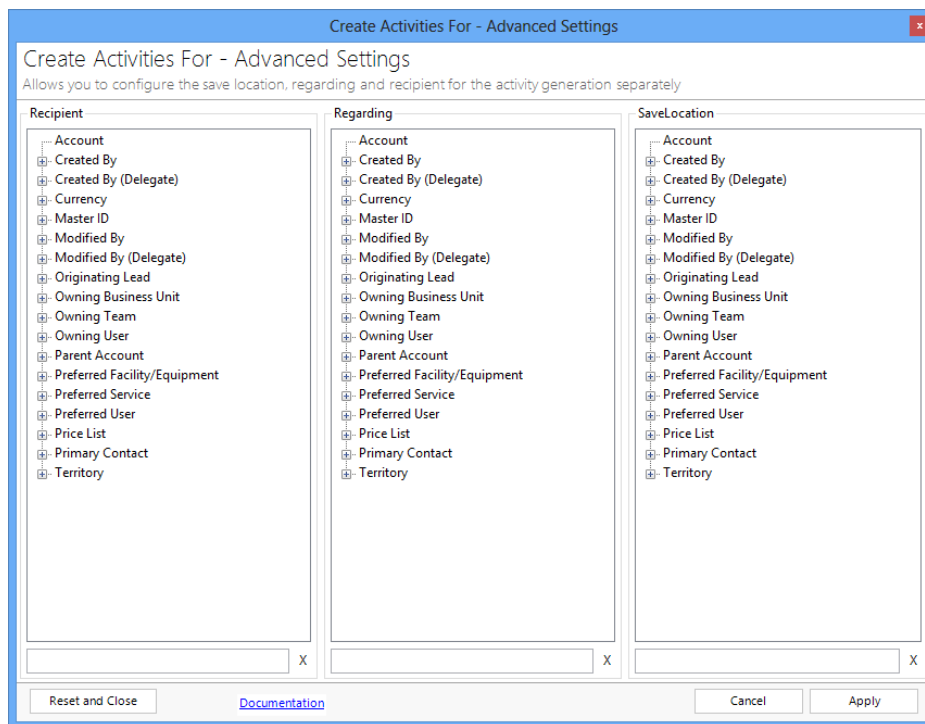 Create Activities For - Advanced Settings
x
Create Activities For - Advanced Settings
Allows you to configure the save location, regarding and recipient for the activity generation separately
Recipient
Account
Created By
Created By (Delegate)
Currency
Master ID
Modified By
Modified By (Delegate)
Originating Lead
Owning Business Unit
Owning Team
Owning User
Parent Account
Preferred Facility/Equipment
Preferred Service
Preferred User
Price List
Primary Contact
Territory
X
Regarding
Account
Created By
Created By (Delegate)
Currency
Master ID
Modified By
Modified By (Delegate)
Originating Lead
Owning Business Unit
Owning Team
Owning User
Parent Account
Preferred Facility/Equipment
Preferred Service
Preferred User
Price List
Primary Contact
Territory
X
SaveLocation
Account
Created By
Created By (Delegate)
Currency
Master ID
Modified By
Modified By (Delegate)
Originating Lead
Owning Business Unit
Owning Team
Owning User
Parent Account
Preferred Facility/Equipment
Preferred Service
Preferred User
Price List
Primary Contact
Territory
X
Reset and Close
Documentation
Cancel
Apply